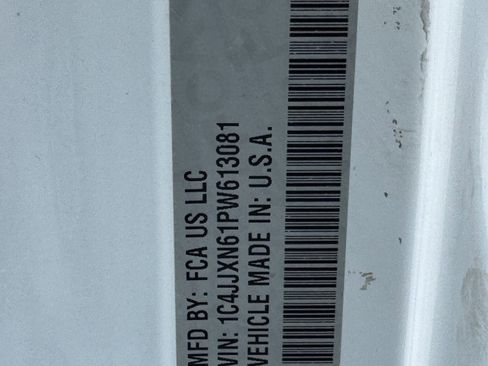 MFD BY: FCA US LLC
VIN: 1C4JJXN61PW613081
VEHICLE MADE IN: U.S.A.